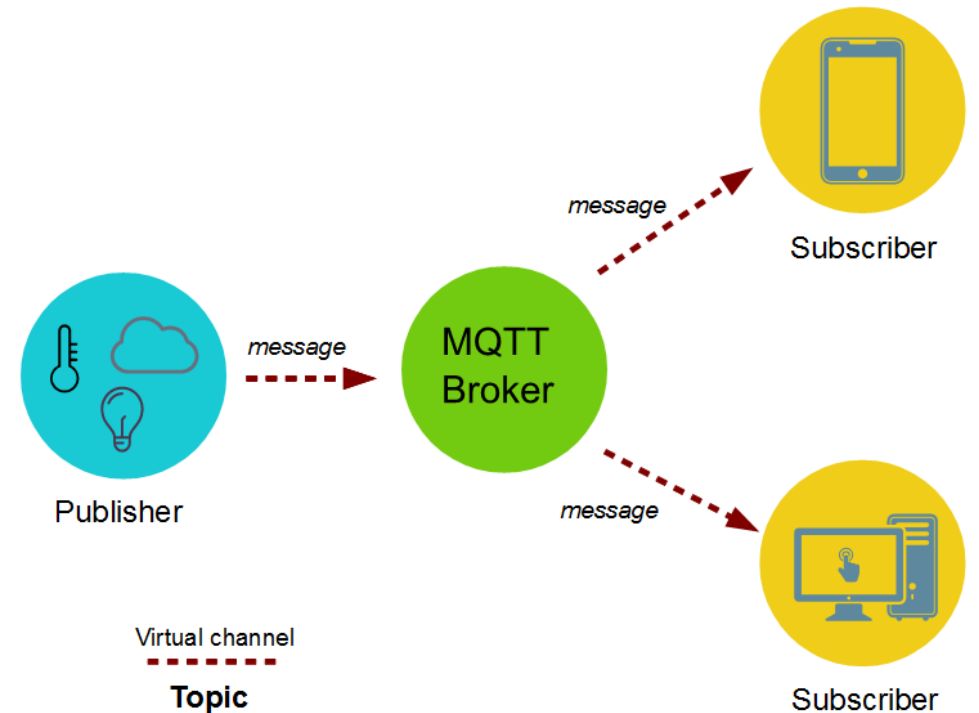 message
Subscriber
message
MQTT
Broker
Publisher
message
Virtual channel
Topic
Subscriber